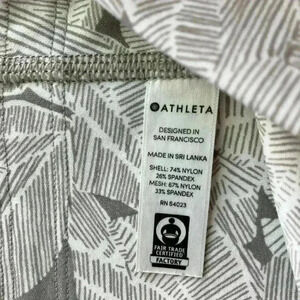 ATHLETA
DESIGNED IN
SAN FRANCISCO
MADE IN SRI LANKA
SHELL: 74% NYLON
26% SPANDEX
MESH: 67% NYLON
33% SPANDEX
RN 54023
FAIR TRADE
CERTIFIED
FACTORY